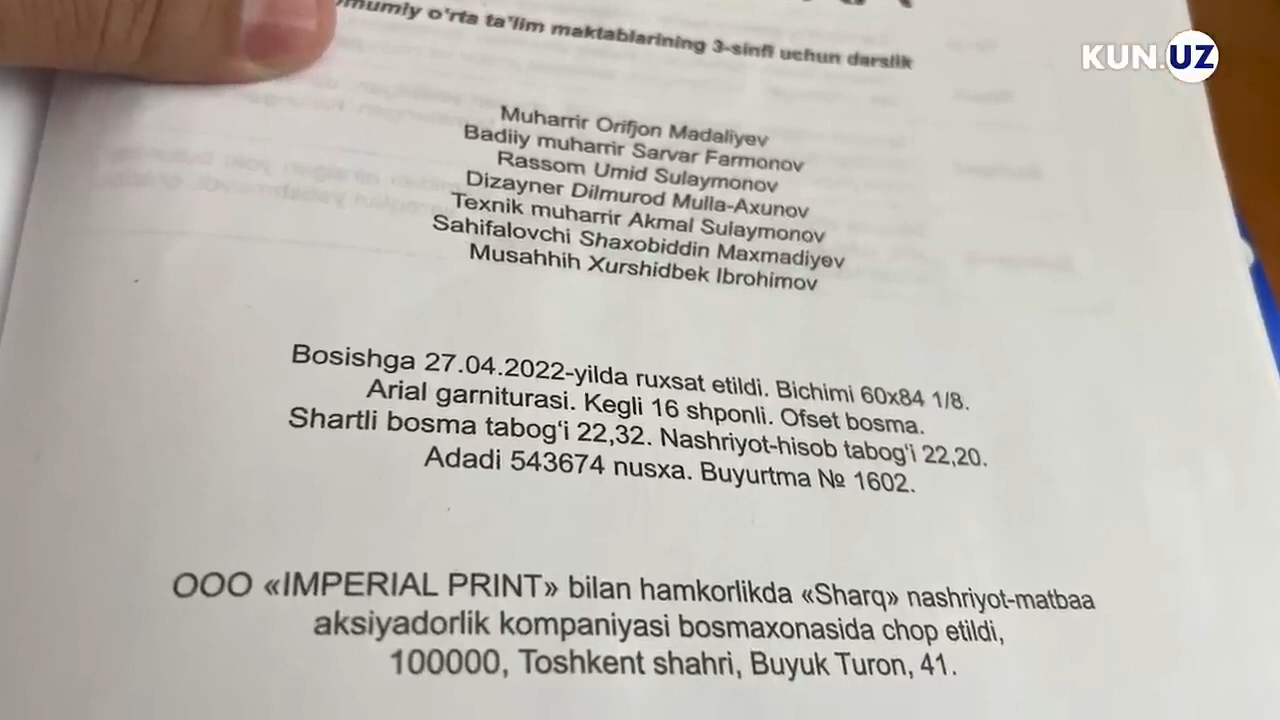 KUN.UZ
o'rta ta'lim maktablarining 3-sinfi uchun darslik
Muharrir Orifjon Madaliyev
Badiiy muharrir Sarvar Farmonov
Rassom Umid Sulaymonov
Dizayner Dilmurod Mulla-Axunov
Texnik muharrir Akmal Sulaymonov
Sahifalovchi Shaxobiddin Maxmadiyev
Musahhih Xurshidbek Ibrohimov
Bosishga 27.04.2022-yilda ruxsat etildi. Bichimi 60x84 1/8.
Arial garniturasi. Kegli 16 shponli. Ofset bosma.
Shartli bosma tabog‘i 22,32. Nashriyot-hisob tabog‘i 22,20.
Adadi 543674 nusxa. Buyurtma № 1602.
OOO «IMPERIAL PRINT» bilan hamkorlikda «Sharq» nashriyot-matbaa
aksiyadorlik kompaniyasi bosmaxonasida chop etildi,
100000, Toshkent shahri, Buyuk Turon, 41.